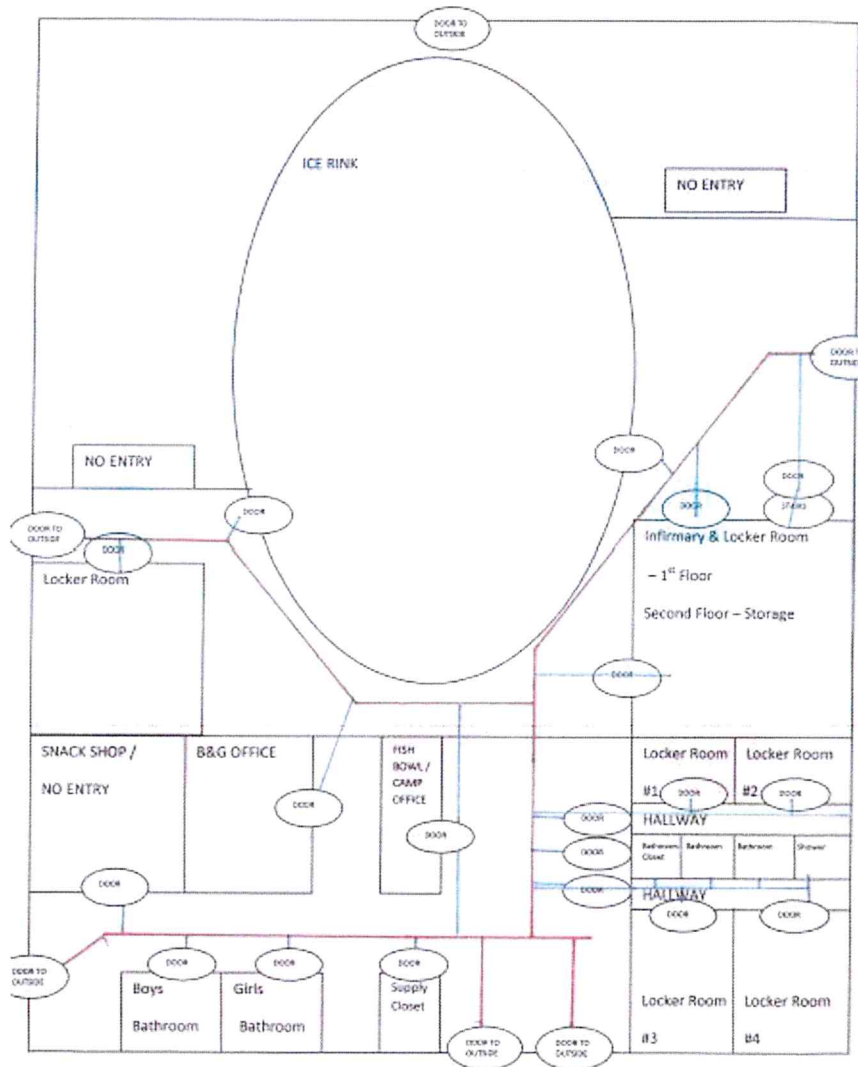 DOOR TO
OUTSIDE
ICE RINK
NO ENTRY
DOOR TO
OUTSIDE
DOOR
NO ENTRY
DOOR
DOOR
DOOR
STAIRS
DOOR TO
OUTSIDE
DOOR
Infirmary & Locker Room
Locker Room
– 1st Floor
Second Floor – Storage
DOOR
SNACK SHOP /
NO ENTRY
B&G OFFICE
FISH
BOWL /
CAMP
OFFICE
Locker Room
#1
Locker Room
#2
DOOR
DOOR
DOOR
DOOR
HALLWAY
DOOR
DOOR
Bathroom
Closet
Bathroom
Bathroom
Shower
DOOR
DOOR
HALLWAY
DOOR
DOOR
DOOR
DOOR
DOOR
DOOR TO
OUTSIDE
Boys
Bathroom
Girls
Bathroom
Supply
Closet
Locker Room
#3
Locker Room
#4
DOOR TO
OUTSIDE
DOOR TO
OUTSIDE